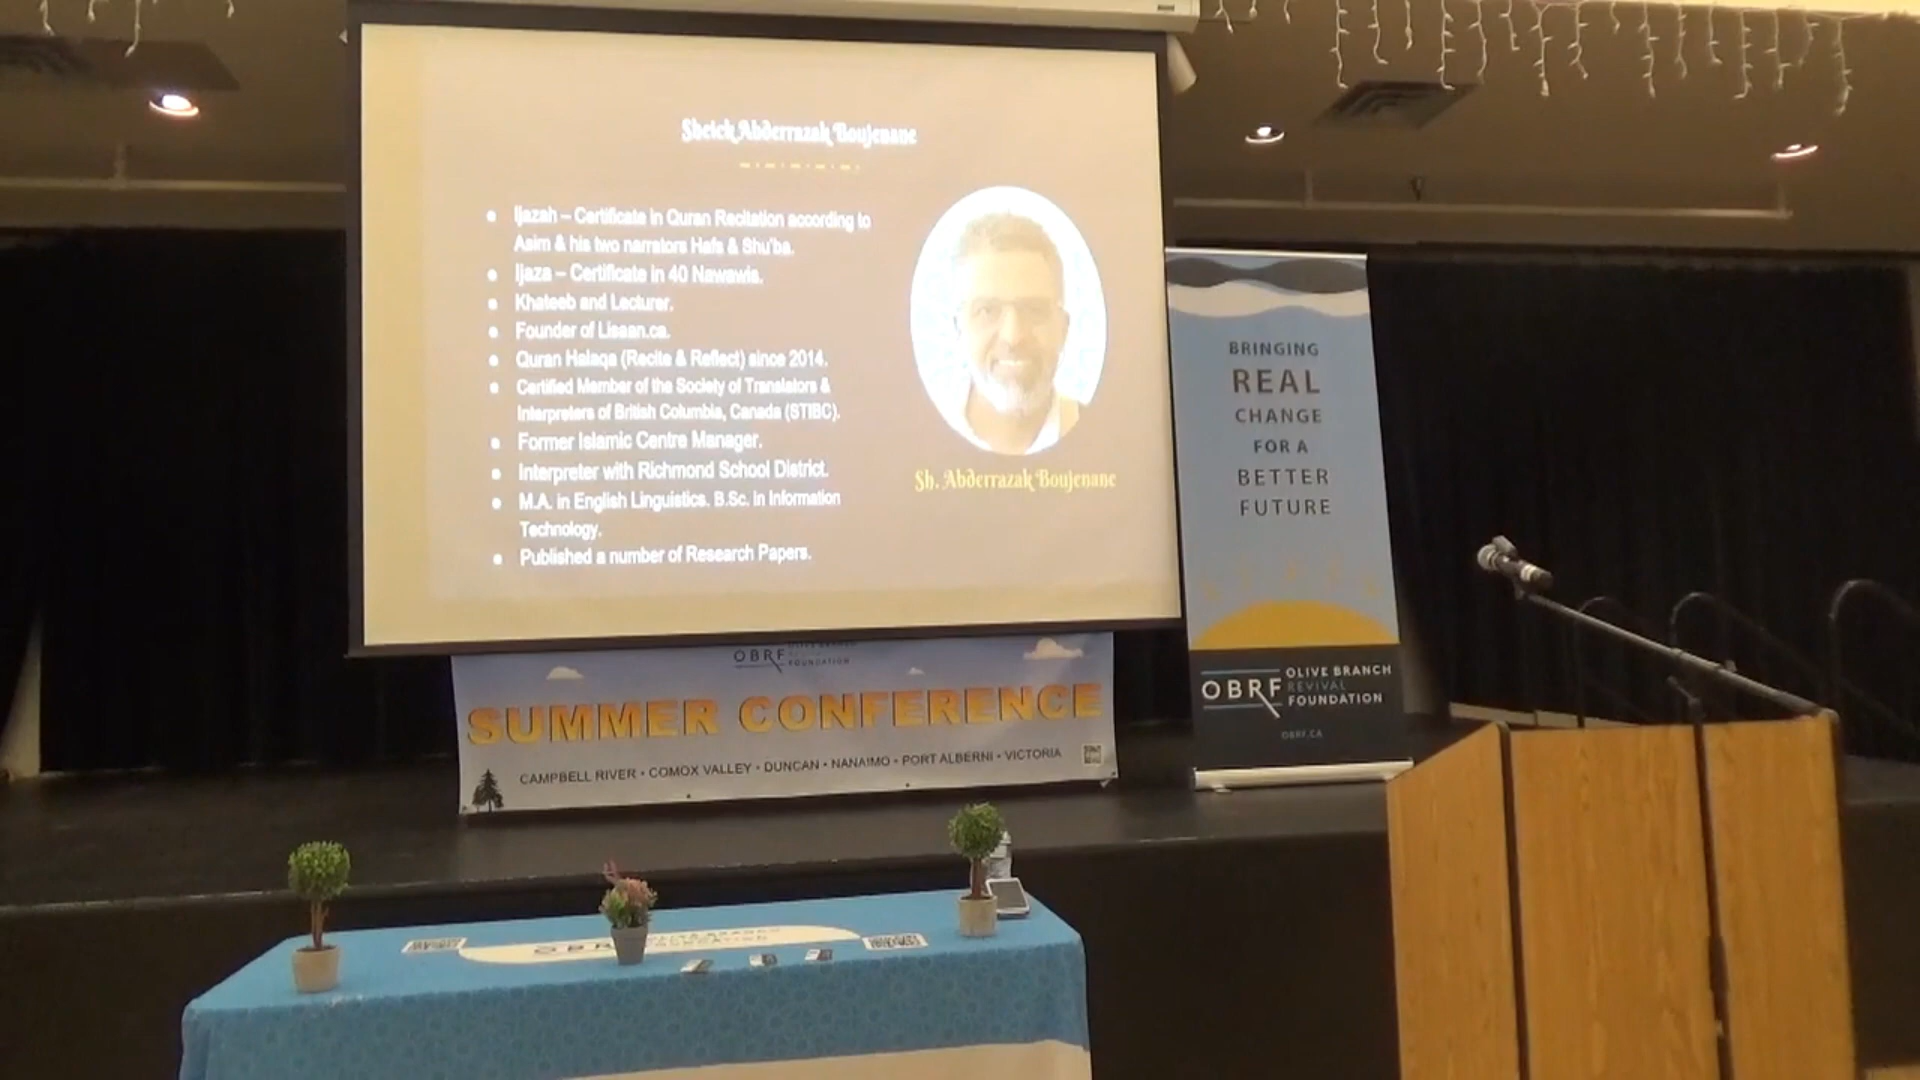 Sheick Abderrazak Boujenane
Ijazah – Certificate in Quran Recitation according to
Asim & his two narrators Hafs & Shu'ba.
Ijaza – Certificate in 40 Nawawis.
Khateeb and Lecturer.
Founder of Lisaan.ca.
Quran Halaqa (Recite & Reflect) since 2014.
Certified Member of the Society of Translators &
Interpreters of British Columbia, Canada (STIBC).
Former Islamic Centre Manager.
Interpreter with Richmond School District.
M.A. in English Linguistics. B.Sc. in Information
Technology.
Published a number of Research Papers.
Sh. Abderrazak Boujenane
BRINGING
REAL
CHANGE
FOR A
BETTER
FUTURE
OBRF
OLIVE BRANCH
REVIVAL
FOUNDATION
OBRF.CA
OBRF
FOUNDATION
SUMMER CONFERENCE
CAMPBELL RIVER • COMOX VALLEY • DUNCAN • NANAIMO • PORT ALBERNI • VICTORIA